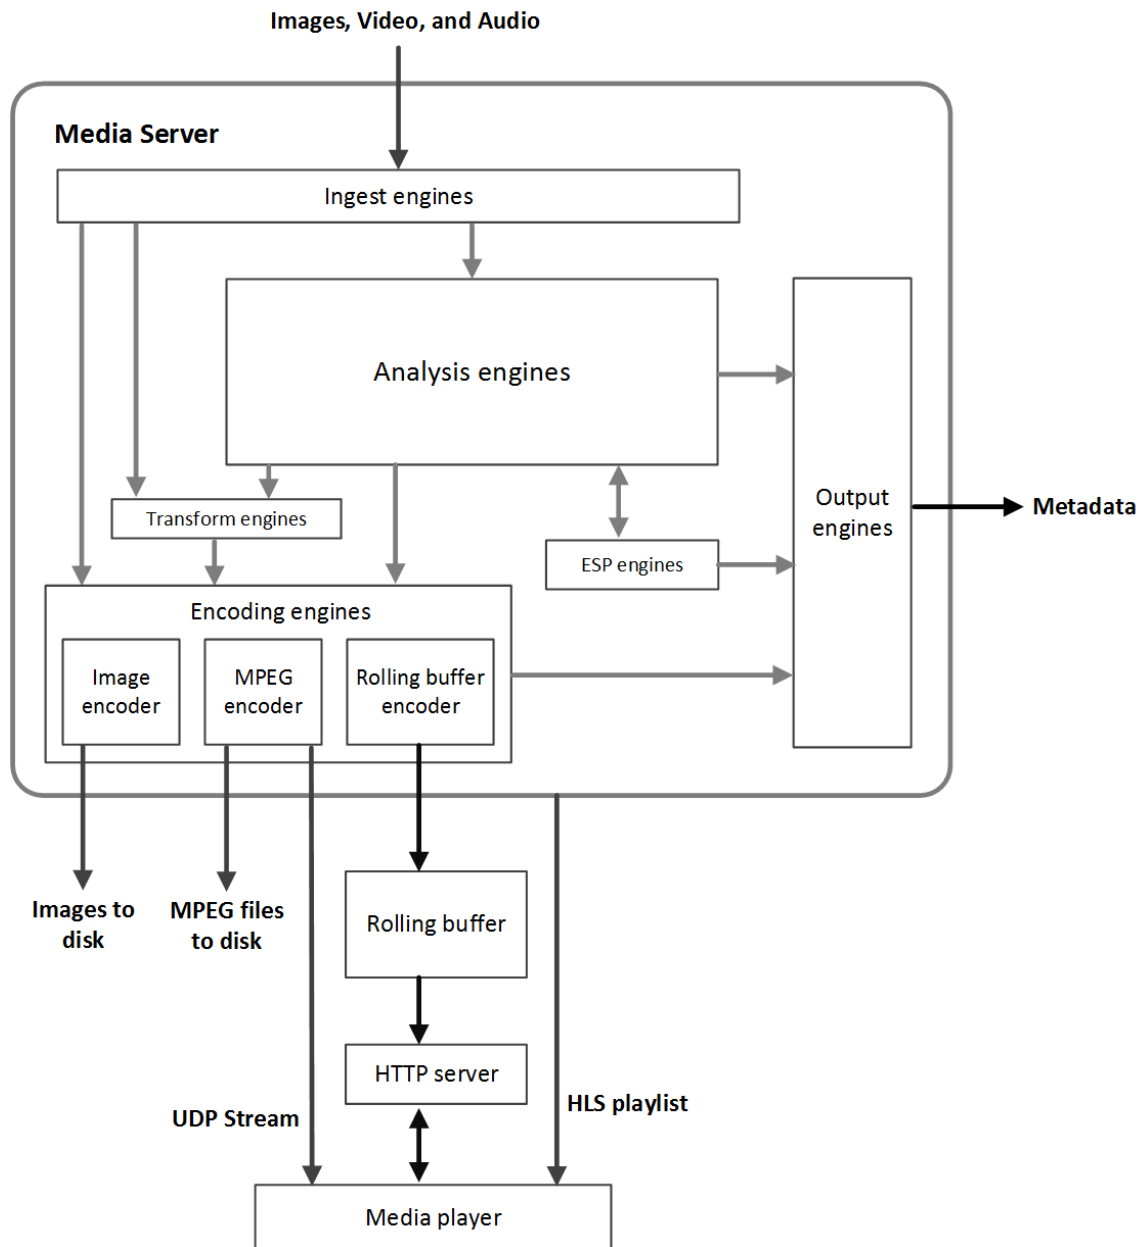 Images, Video, and Audio
Media Server
Ingest engines
Analysis engines
Output
engines
Metadata
Transform engines
ESP engines
Encoding engines
Image
encoder
MPEG
encoder
Rolling buffer
encoder
Images to
disk
MPEG files
to disk
Rolling buffer
HTTP server
UDP Stream
HLS playlist
Media player